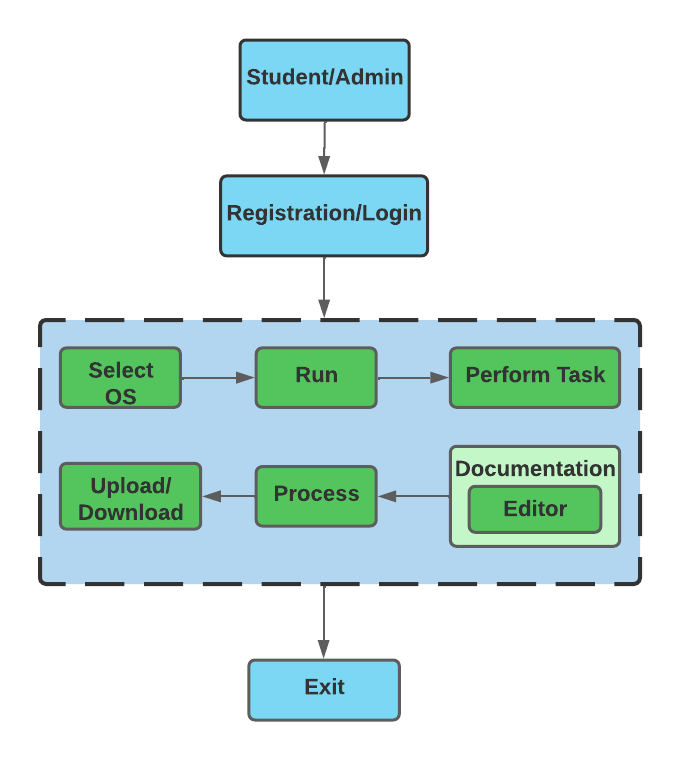 Student/Admin
Registration/Login
Select
OS
Run
Perform Task
Upload/
Download
Process
Documentation
Editor
Exit